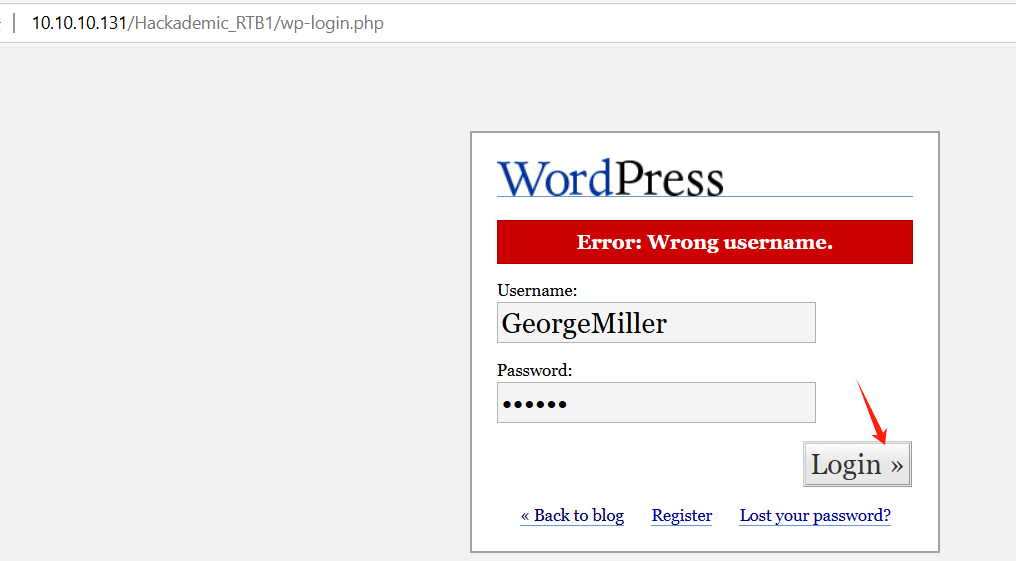 10.10.10.131/Hackademic_RTB1/wp-login.php
WordPress
Error: Wrong username.
Username:
GeorgeMiller
Password:
••••••
Login »
« Back to blog Register Lost your password?